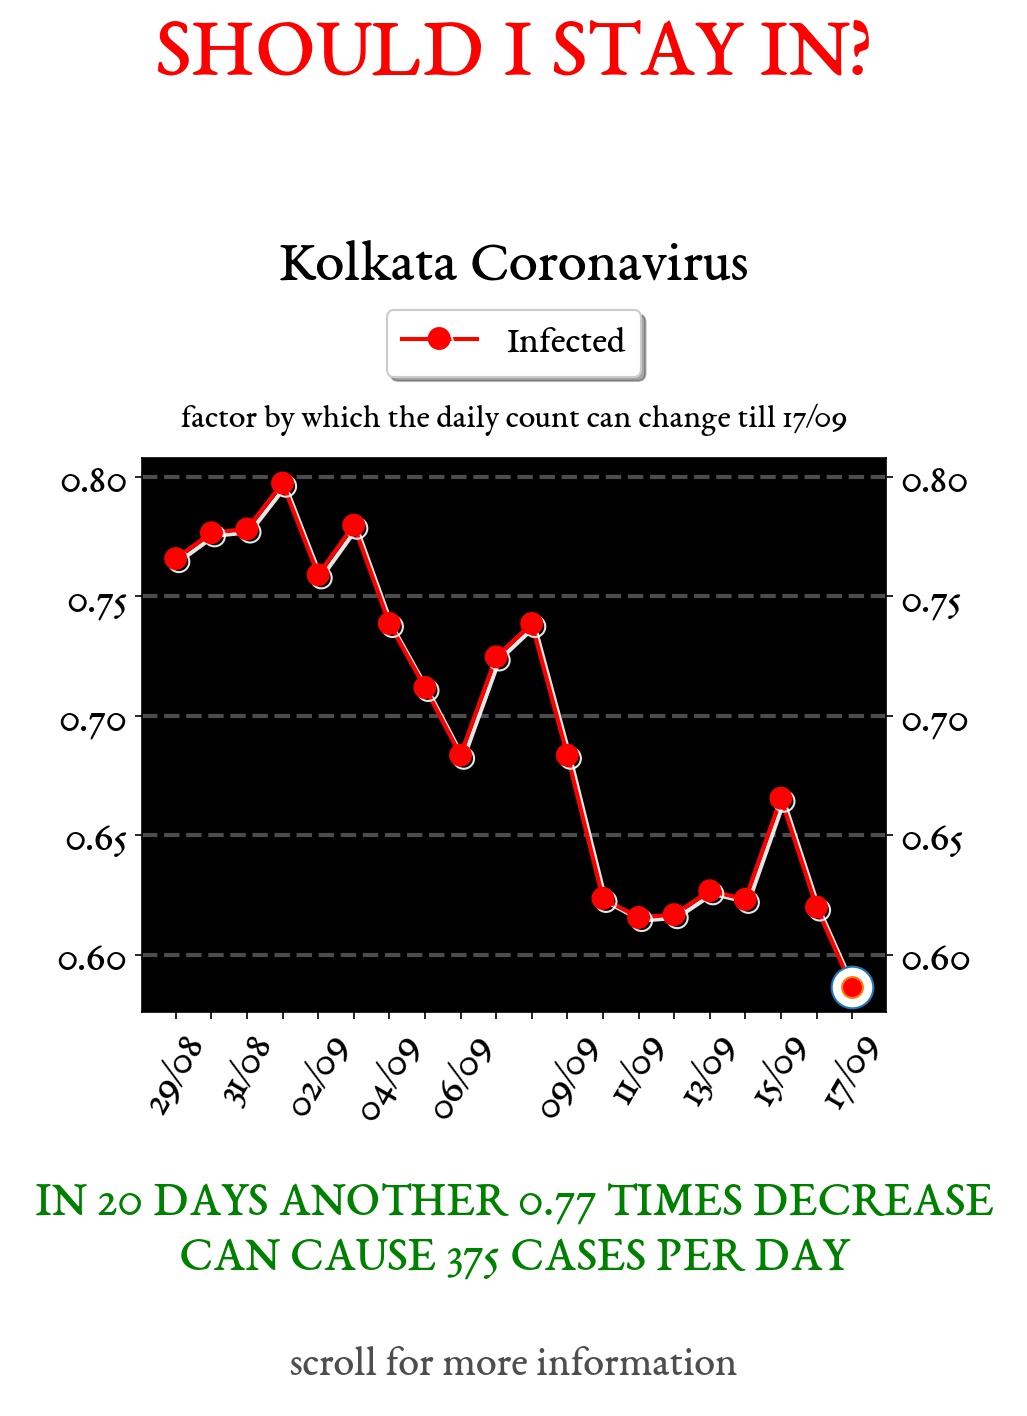 SHOULD I STAY IN?
Kolkata Coronavirus
Infected
factor by which the daily count can change till 17/09
0.80 0.80
0.75 0.75
0.70 0.70
0.65 0.65
0.60 0.60
29/08 31/08 02/09 04/09 06/09 09/09 11/09 13/09 15/09 17/09
IN 20 DAYS ANOTHER 0.77 TIMES DECREASE
CAN CAUSE 375 CASES PER DAY
scroll for more information